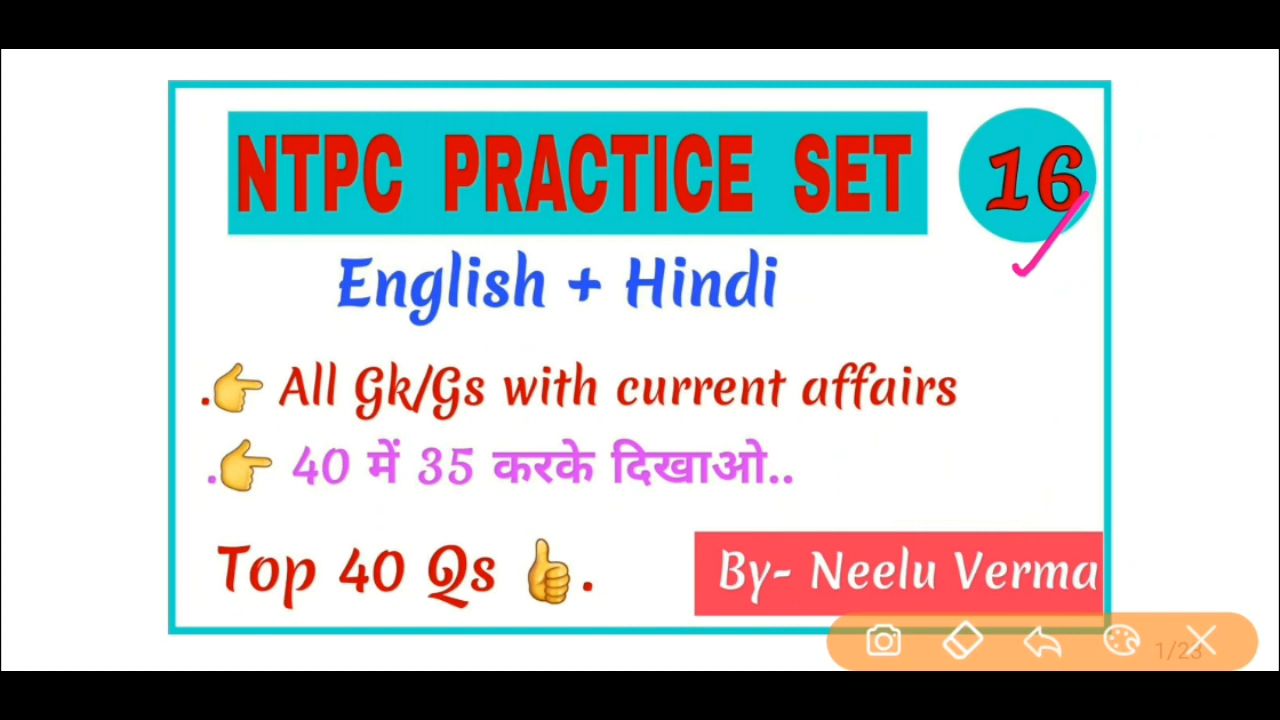 NTPC PRACTICE SET 16
English + Hindi
.👉 All Gk/Gs with current affairs
.👉 40 में 35 करके दिखाओ..
Top 40 Qs 👍.
By- Neelu Verma